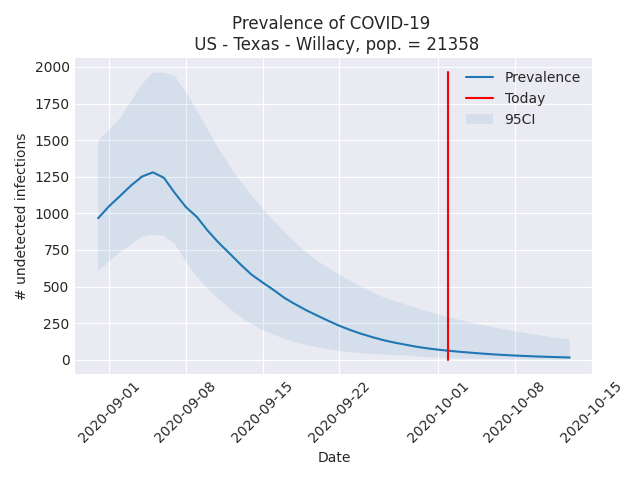 Prevalence of COVID-19
US - Texas - Willacy, pop. = 21358
Prevalence
Today
95CI
# undetected infections
2000
1750
1500
1250
1000
750
500
250
0
2020-09-01
2020-09-08
2020-09-15
2020-09-22
2020-10-01
2020-10-08
2020-10-15
Date